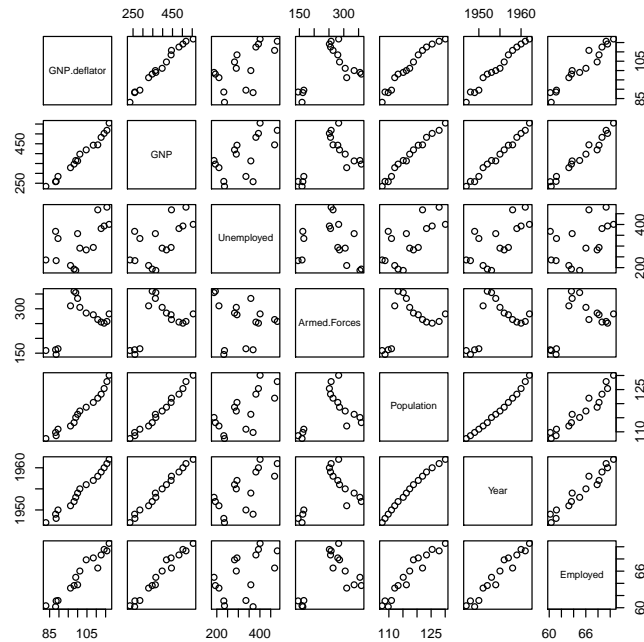 250 450
150 300
1950 1960
GNP.deflator
85 105
250 450
GNP
Unemployed
200 400
150 300
Armed.Forces
Population
110 125
1950 1960
Year
Employed
60 66
85 105
200 400
110 125
60 66